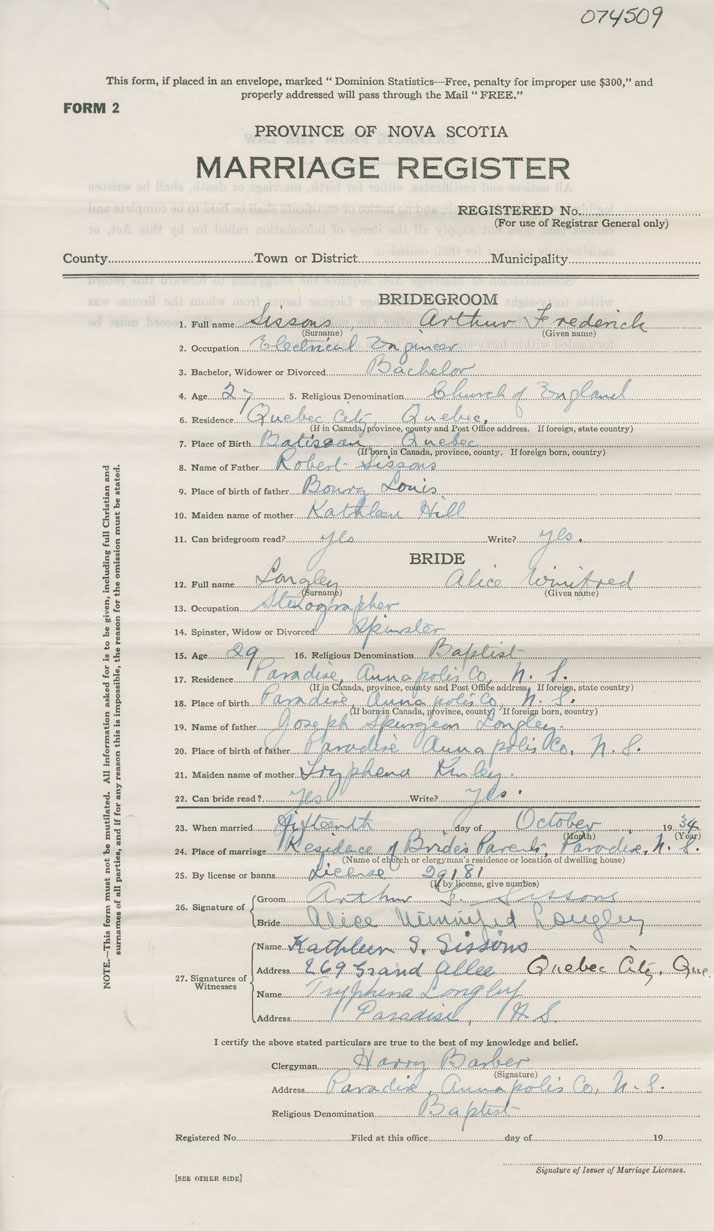 074509
This form, if placed in an envelope, marked " Dominion Statistics—Free, penalty for improper use $300," and
properly addressed will pass through the Mail " FREE."
FORM 2
PROVINCE OF NOVA SCOTIA
MARRIAGE REGISTER
REGISTERED No.
(For use of Registrar General only)
County Town or District Municipality
BRIDEGROOM
1. Full name Sissons Arthur Frederick
(Surname) (Given name)
2. Occupation Electrical Engineer
3. Bachelor, Widower or Divorced Bachelor
4. Age 27 5. Religious Denomination Church of England
6. Residence Quebec City, Quebec.
(If in Canada, province, county and Post Office address. If foreign, state country)
7. Place of Birth Batiscan Quebec
(If born in Canada, province, county. If foreign born, country)
8. Name of Father Robert Sissons
9. Place of birth of father Bourg Louis
10. Maiden name of mother Kathleen Hill
11. Can bridegroom read? yes Write? yes.
BRIDE
12. Full name Longley Alice Winifred
(Surname) (Given name)
13. Occupation Stenographer
14. Spinster, Widow or Divorced Spinster
15. Age 29 16. Religious Denomination Baptist
17. Residence Paradise, Annapolis Co, N. S.
(If in Canada, province, county and Post Office address, If foreign, state country)
18. Place of birth Paradise, Annapolis Co, N. S.
(If born in Canada, province, county, If foreign born, country)
19. Name of father Joseph Spurgeon Longley.
20. Place of birth of father Paradise Annapolis Co. N. S.
21. Maiden name of mother Tryphena Kinley.
22. Can bride read? yes Write? yes.
23. When married fifteenth day of October 1934
(Month) (Year)
24. Place of marriage Residence of Bride's Parents, Paradise, N. S.
(Name of church or clergyman's residence or location of dwelling house)
25. By license or banns License 29181
(If by license, give number)
26. Signature of
Groom Arthur F. Sissons
Bride Alice Winnifred Longley
27. Signatures of Witnesses
Name Kathleen S. Sissons
Address 269 Grand Allee Quebec City, Que.
Name Tryphena Longley
Address Paradise, N.S.
I certify the above stated particulars are true to the best of my knowledge and belief.
Clergyman Harry Barber
(Signature)
Address Paradise, Annapolis Co, N. S.
Religious Denomination Baptist
Registered No. Filed at this office day of 19
Signature of Issuer of Marriage Licenses.
[SEE OTHER SIDE]
NOTE.—This form must not be mutilated. All information asked for is to be given, including full Christian and
surnames of all parties, and if for any reason this is impossible, the reason for the omission must be stated.